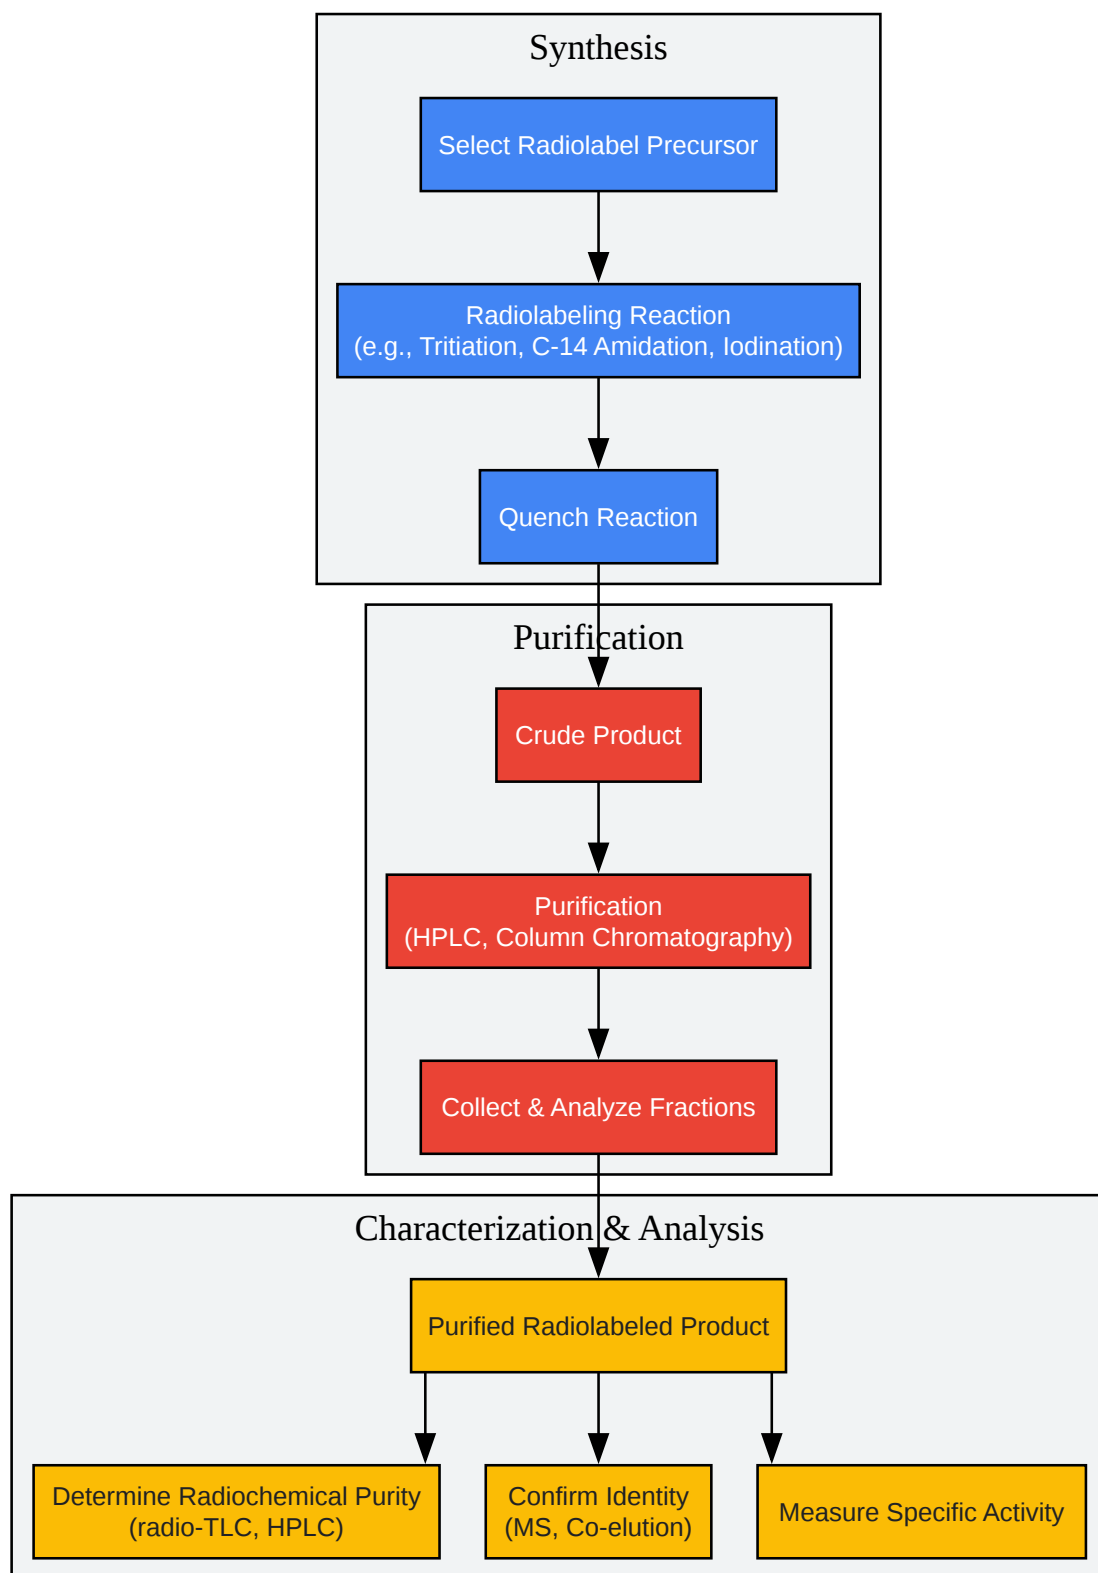 Synthesis
Select Radiolabel Precursor
Radiolabeling Reaction
(e.g., Tritiation, C-14 Amidation, Iodination)
Quench Reaction
Purification
Crude Product
Purification
(HPLC, Column Chromatography)
Collect & Analyze Fractions
Characterization & Analysis
Purified Radiolabeled Product
Determine Radiochemical Purity
(radio-TLC, HPLC)
Confirm Identity
(MS, Co-elution)
Measure Specific Activity